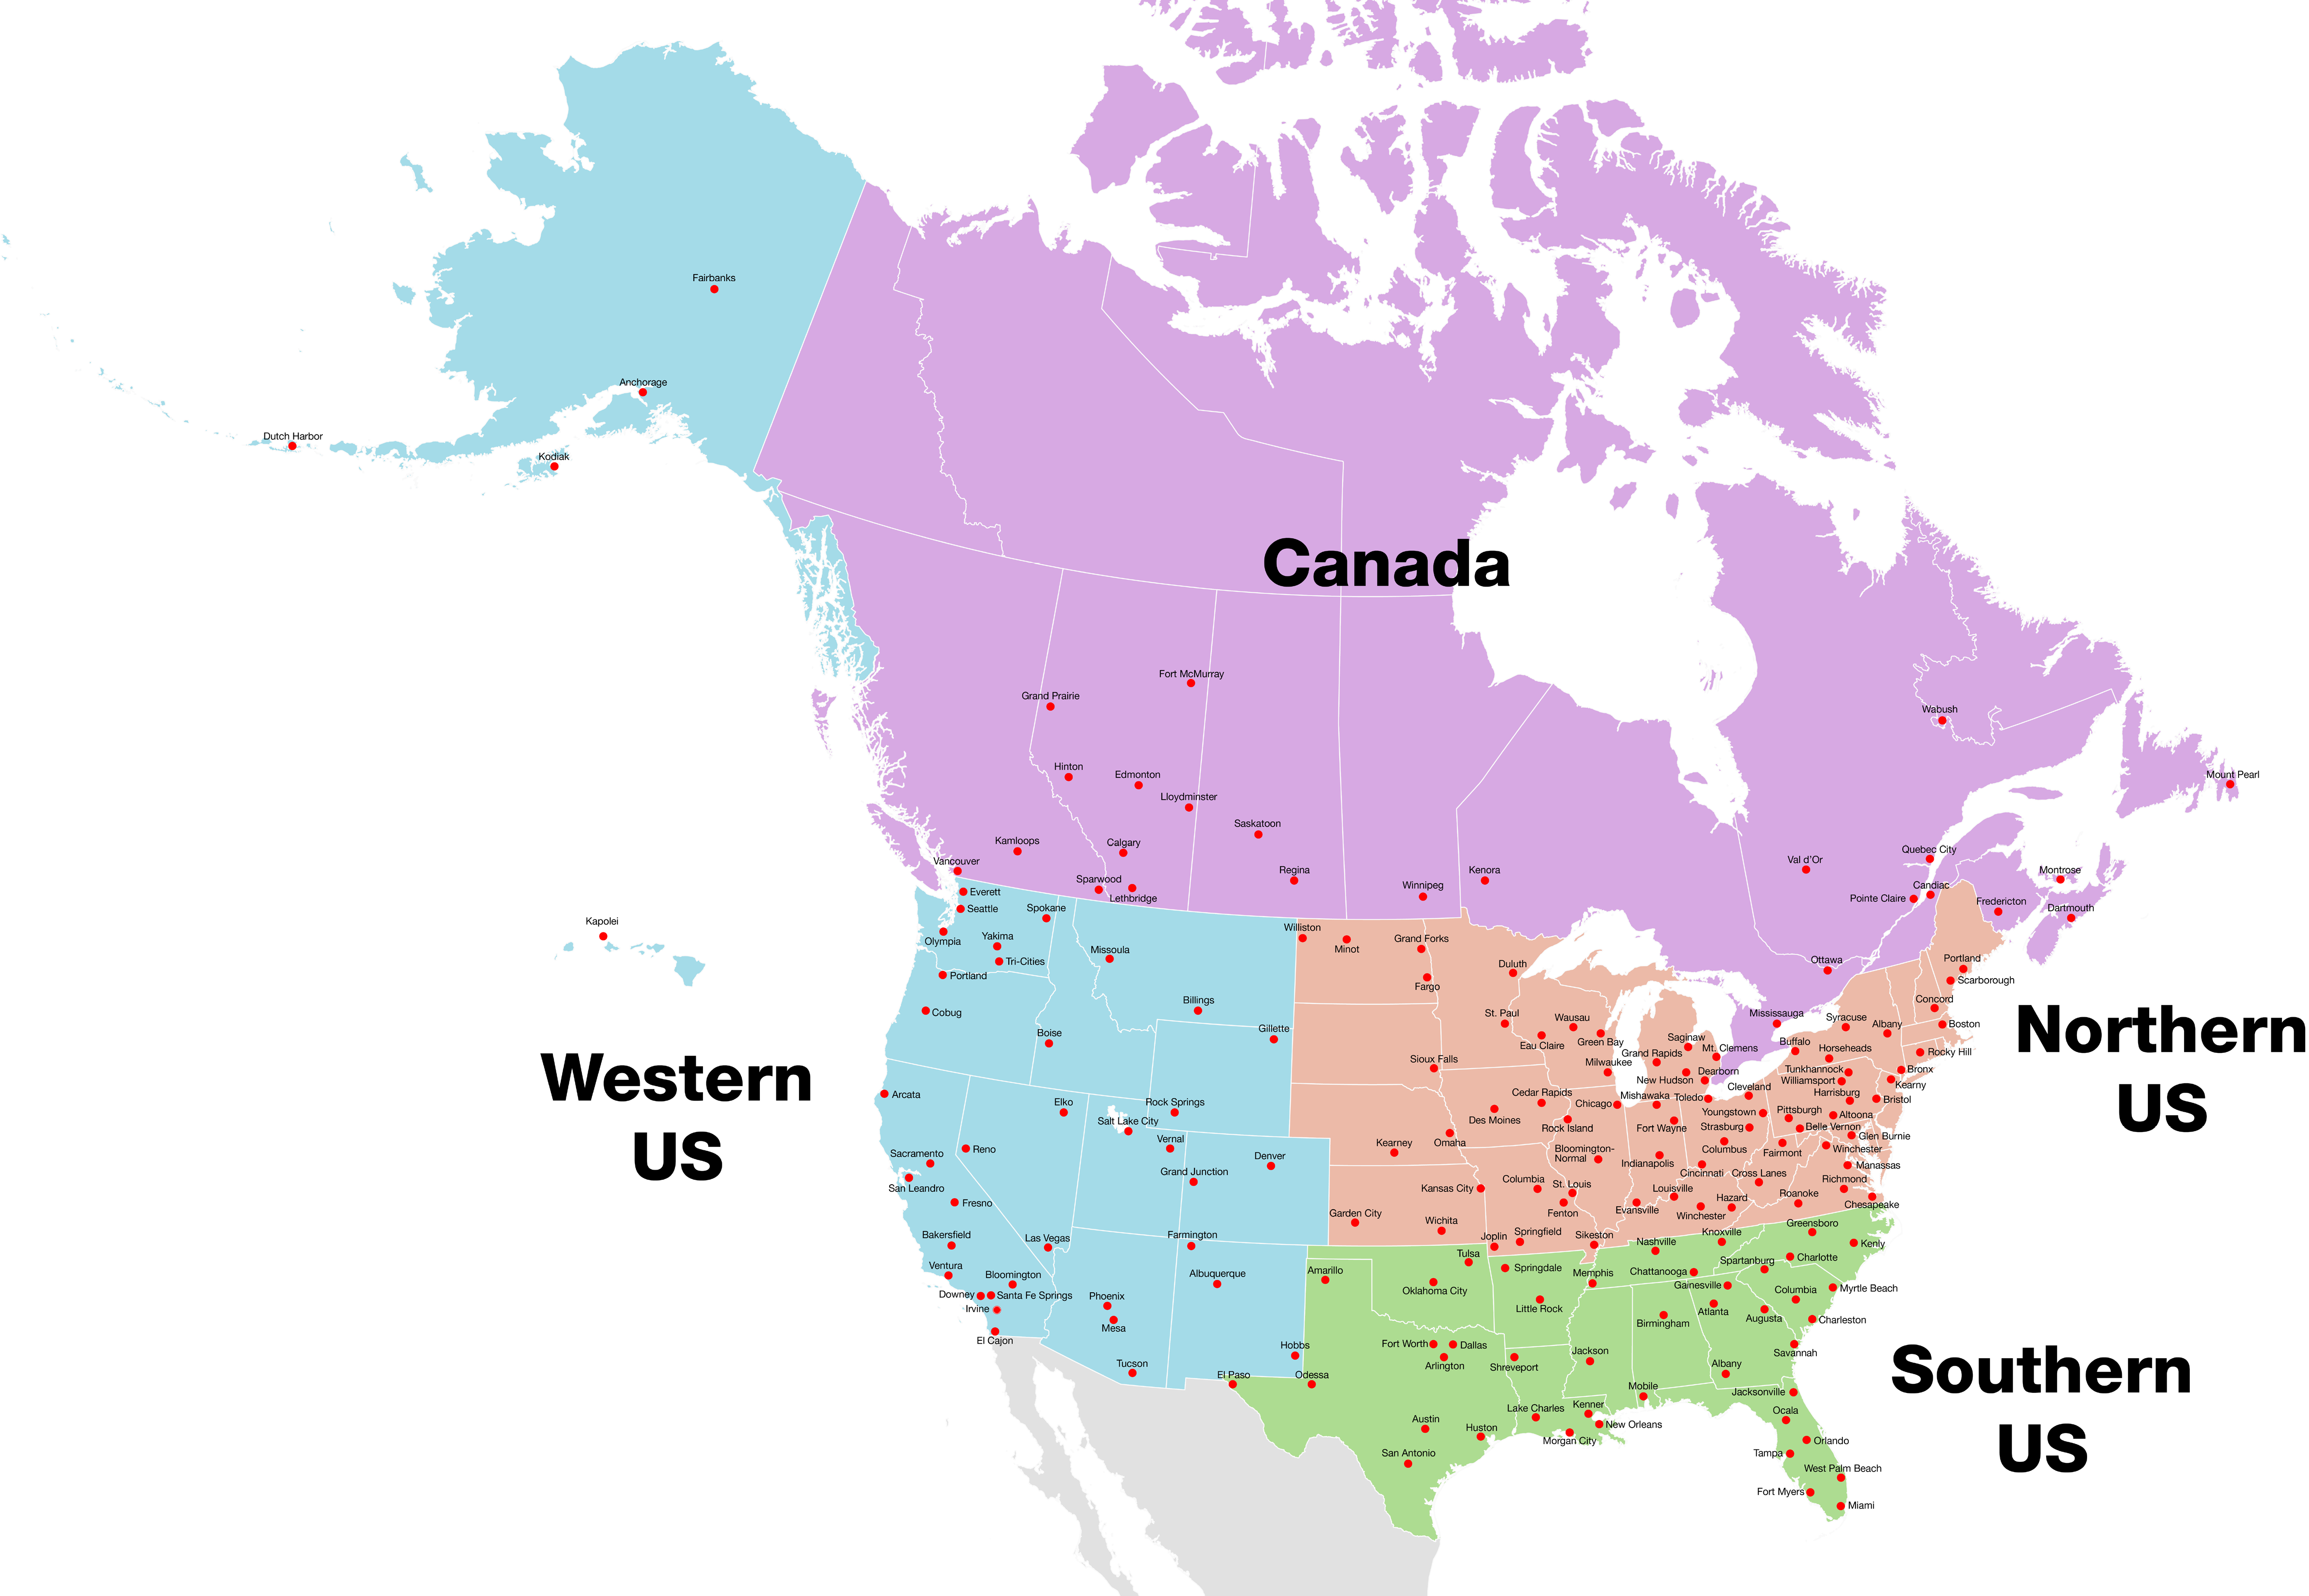 Fairbanks
Anchorage
Dutch Harbor
Kodiak
Canada
Fort McMurray
Grand Prairie
Wabush
Hinton
Edmonton
Mount Pearl
Lloydminster
Saskatoon
Kamloops
Calgary
Quebec City
Vancouver
Val d'Or
Regina
Kenora
Montrose
Sparwood
Winnipeg
Candiac
Everett
Lethbridge
Pointe Claire
Fredericton
Seattle
Spokane
Dartmouth
Kapolei
Williston
Olympia
Yakima
Minot
Grand Forks
Missoula
Tri-Cities
Portland
Ottawa
Duluth
Portland
Scarborough
Fargo
Billings
Concord
Cobug
St. Paul
Wausau
Mississauga
Syracuse
Albany
Boston
Northern
US
Boise
Gillette
Eau Claire
Green Bay
Saginaw
Mt. Clemens
Buffalo
Horseheads
Rocky Hill
Western
US
Sioux Falls
Milwaukee
Grand Rapids
New Hudson
Dearborn
Tunkhannock
Williamsport
Bronx
Kearny
Arcata
Elko
Rock Springs
Cedar Rapids
Chicago
Mishawaka
Toledo
Cleveland
Harrisburg
Bristol
Salt Lake City
Des Moines
Rock Island
Fort Wayne
Youngstown
Pittsburgh
Altoona
Strasburg
Belle Vernon
Glen Burnie
Reno
Vernal
Kearney
Omaha
Bloomington-
Normal
Columbus
Fairmont
Winchester
Sacramento
Denver
Indianapolis
Cincinnati
Cross Lanes
Manassas
San Leandro
Grand Junction
Kansas City
Columbia
St. Louis
Louisville
Hazard
Roanoke
Richmond
Fresno
Fenton
Evansville
Winchester
Chesapeake
Garden City
Wichita
Bakersfield
Las Vegas
Farmington
Joplin
Springfield
Sikeston
Nashville
Knoxville
Greensboro
Kenly
Tulsa
Ventura
Bloomington
Albuquerque
Amarillo
Oklahoma City
Springdale
Memphis
Chattanooga
Spartanburg
Charlotte
Gainesville
Downey
Santa Fe Springs
Irvine
Phoenix
Mesa
Little Rock
Birmingham
Atlanta
Augusta
Columbia
Myrtle Beach
Charleston
El Cajon
Hobbs
Fort Worth
Dallas
Arlington
Shreveport
Jackson
Savannah
Southern
US
Tucson
El Paso
Odessa
Albany
Mobile
Jacksonville
Austin
Huston
Lake Charles
Kenner
New Orleans
Morgan City
Ocala
San Antonio
Orlando
Tampa
West Palm Beach
Fort Myers
Miami